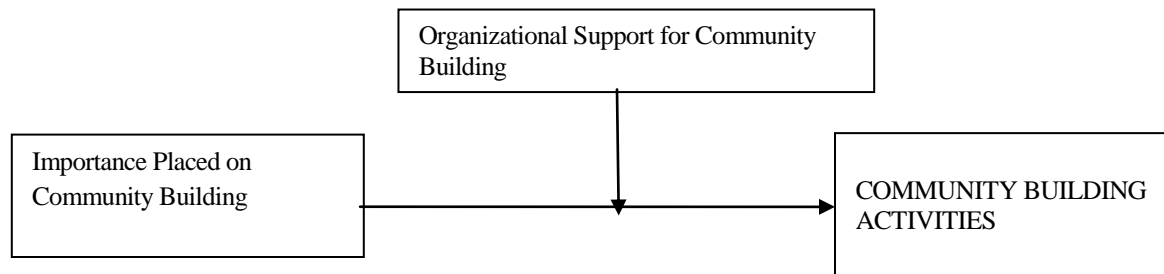 Organizational Support for Community
Building
Importance Placed on
Community Building
COMMUNITY BUILDING
ACTIVITIES